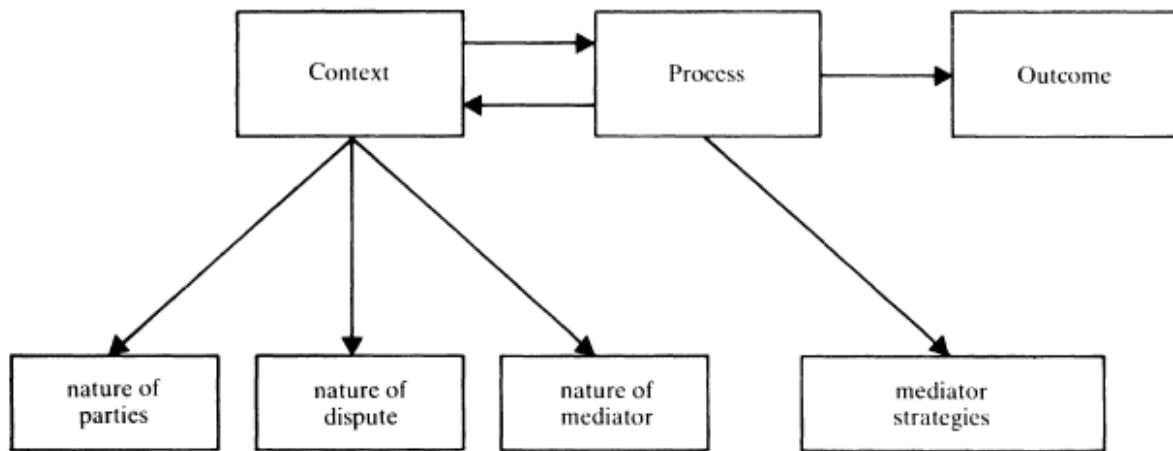 Context
Process
Outcome
nature of
parties
nature of
dispute
nature of
mediator
mediator
strategies